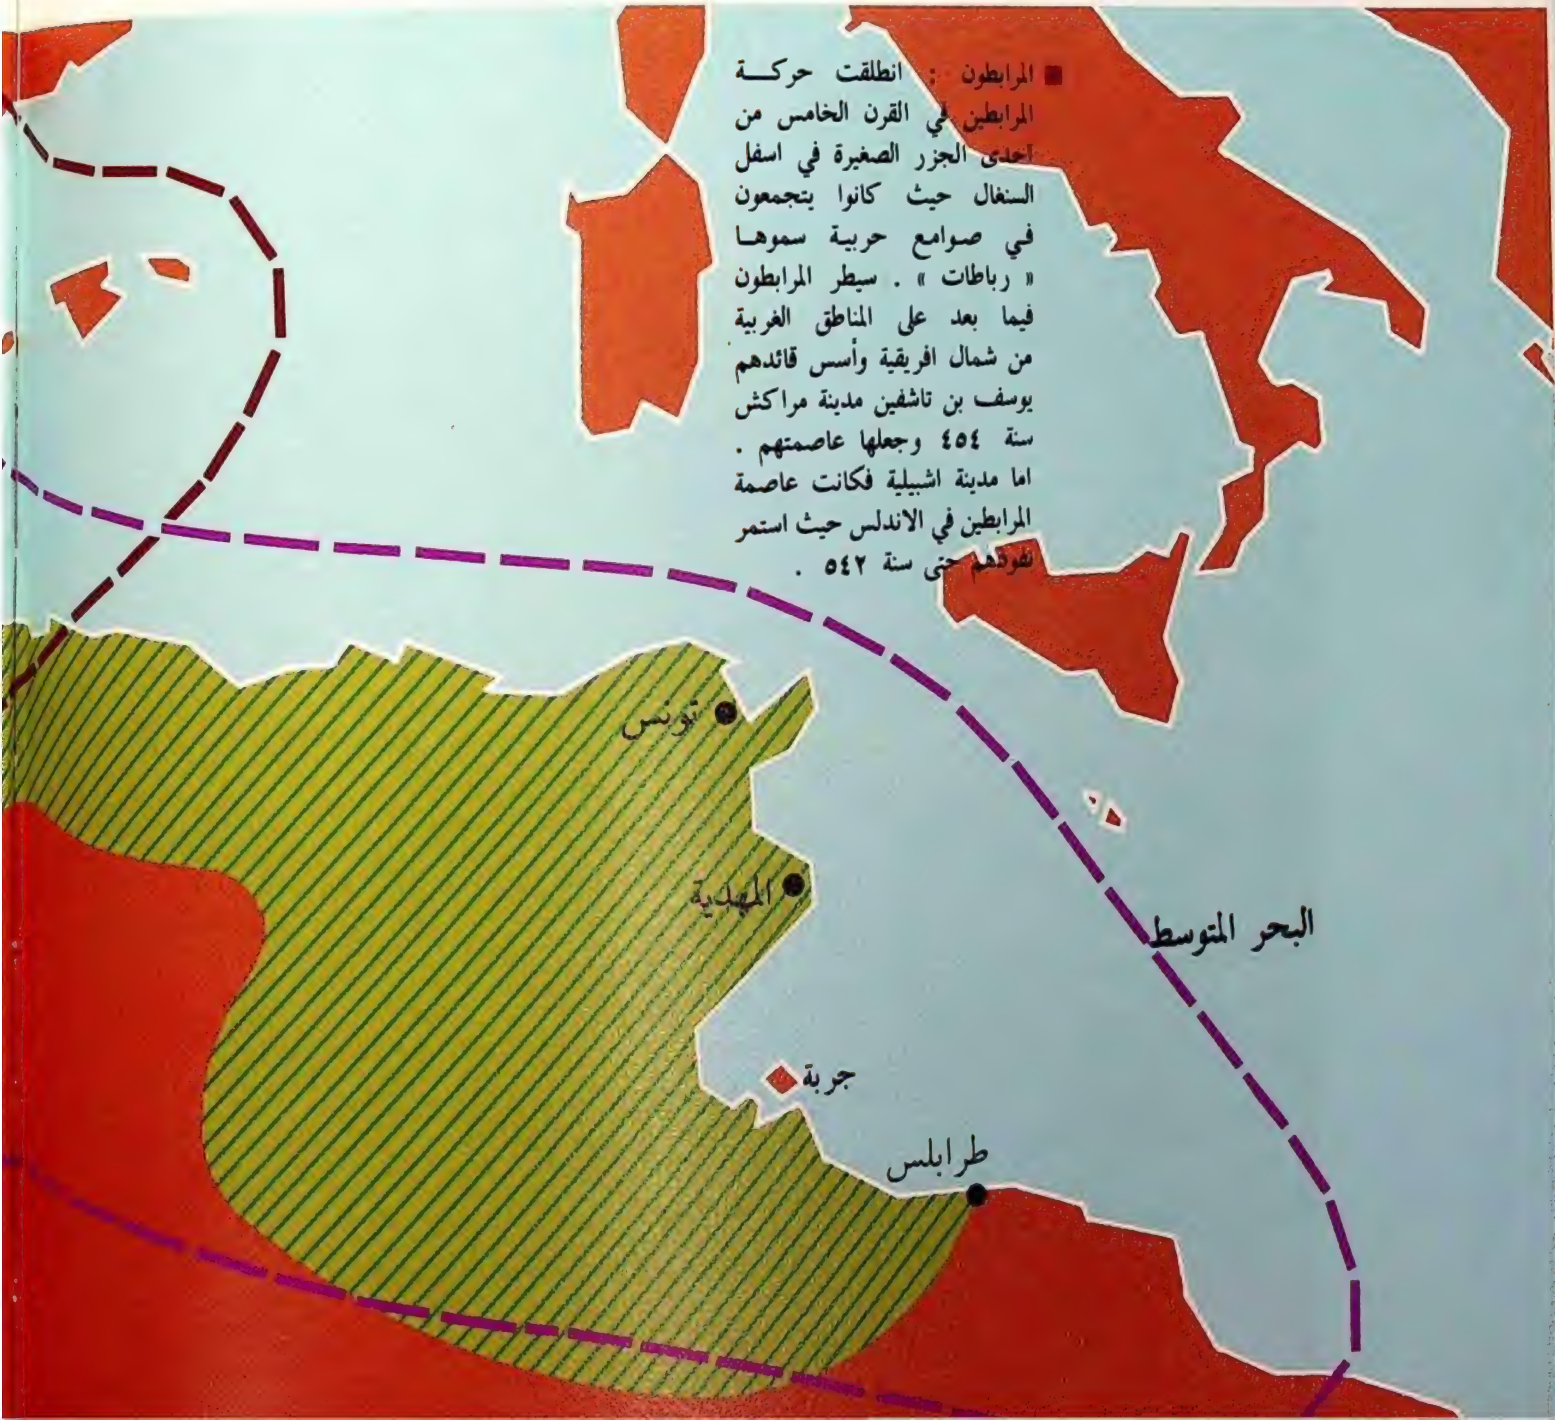 ■ المرابطون : انطلقت حركـــة
المرابطين في القرن الخامس من
احدى الجزر الصغيرة في اسفل
السنغال حيث كانوا يتجمعون
في صوامع حربية سموهــا
« رباطات » . سيطر المرابطون
فيما بعد على المناطق الغربية
من شمال افريقية وأسس قائدهم
يوسف بن تاشفين مدينة مراكش
سنة ٤٥٤ وجعلها عاصمتهم .
اما مدينة اشبيلية فكانت عاصمة
المرابطين في الاندلس حيث استمر
نفوذهم حتى سنة ٥٤٢ .
تونس
المهدية
البحر المتوسط
جربة
طرابلس